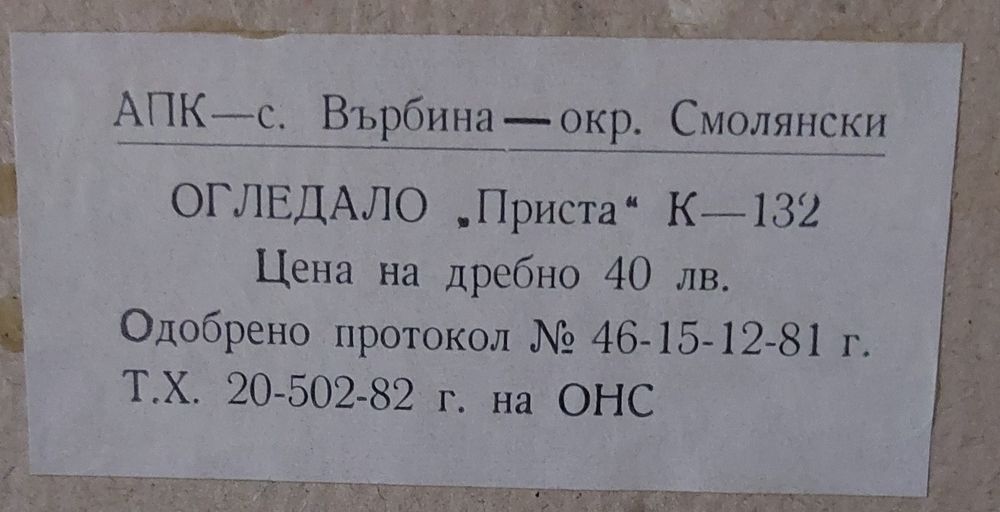 АПК—с. Върбина — окр. Смолянски
ОГЛЕДАЛО „Приста“ К—132
Цена на дребно 40 лв.
Одобрено протокол № 46-15-12-81 г.
Т.Х. 20-502-82 г. на ОНС